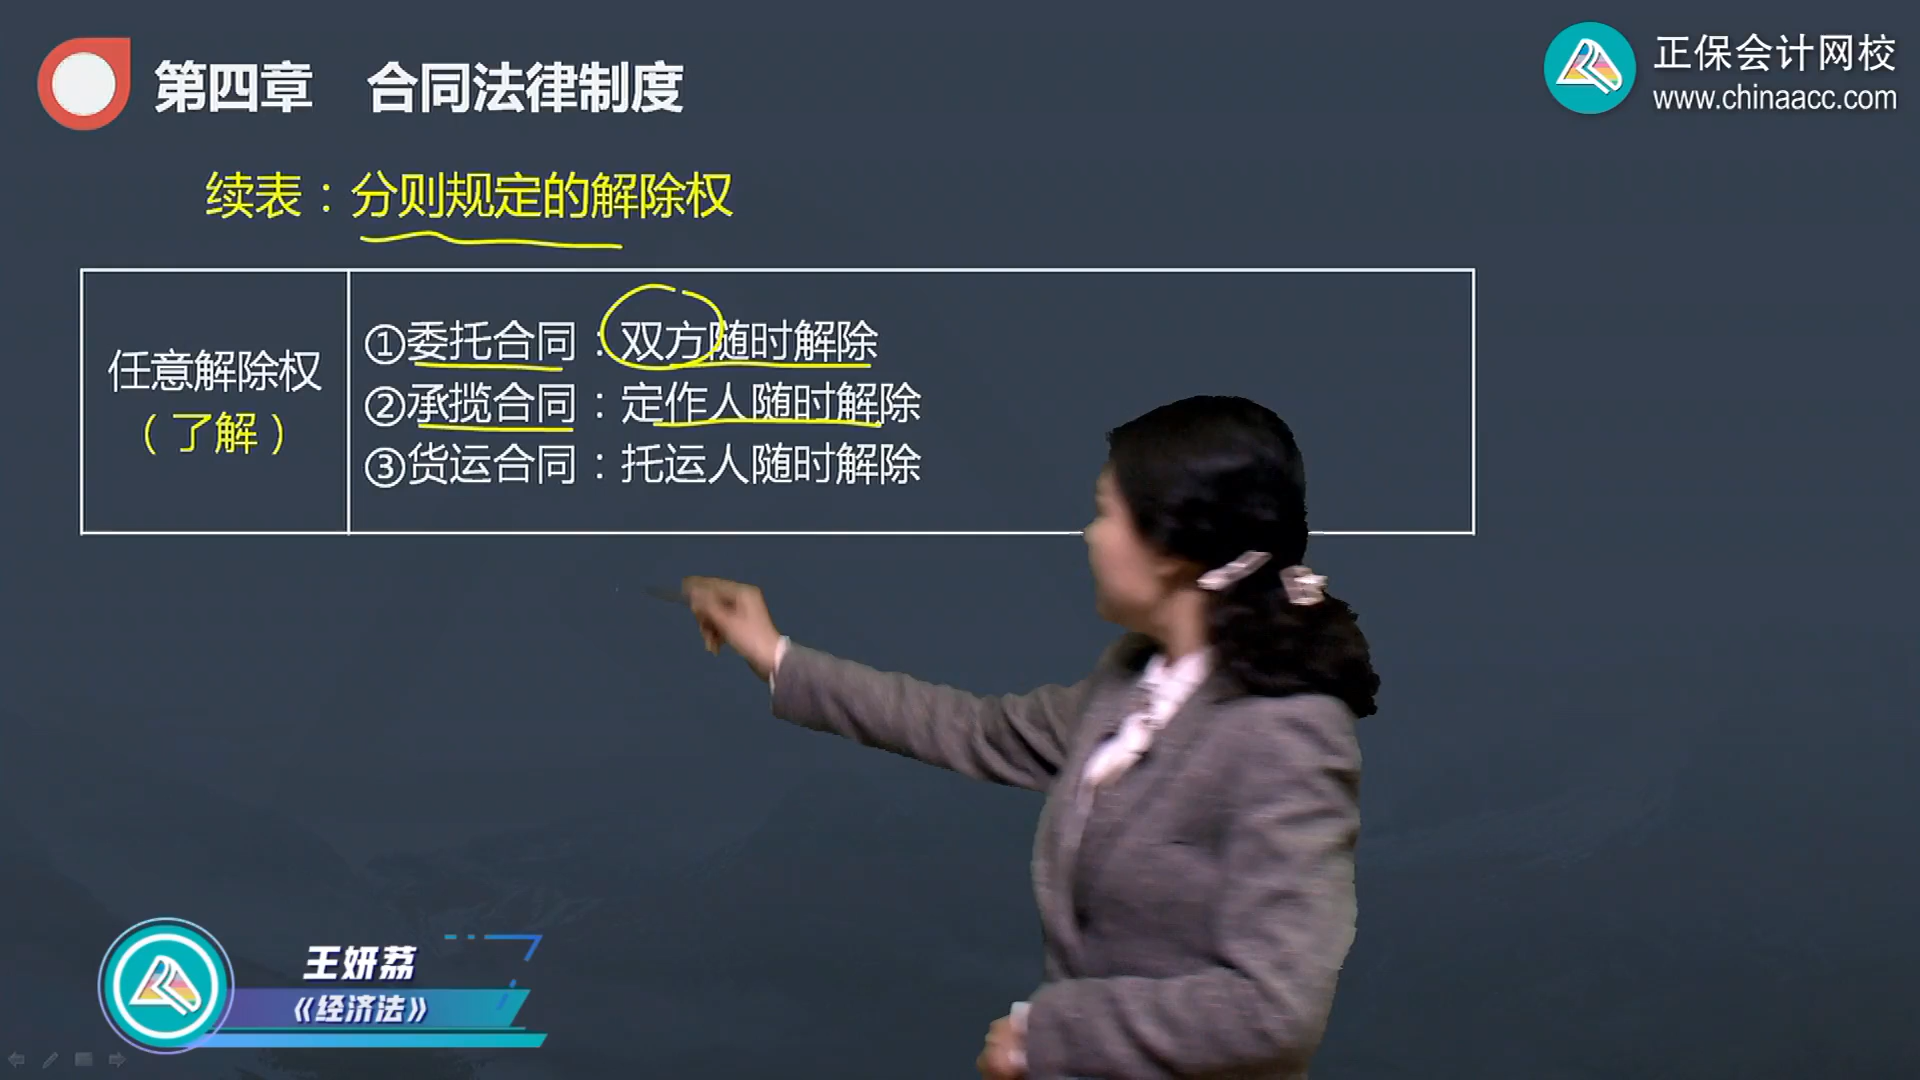 第四章 合同法律制度
正保会计网校
www.chinaacc.com
续表：分则规定的解除权
任意解除权
（了解）
①委托合同：双方随时解除
②承揽合同：定作人随时解除
③货运合同：托运人随时解除
王妍荔
《经济法》